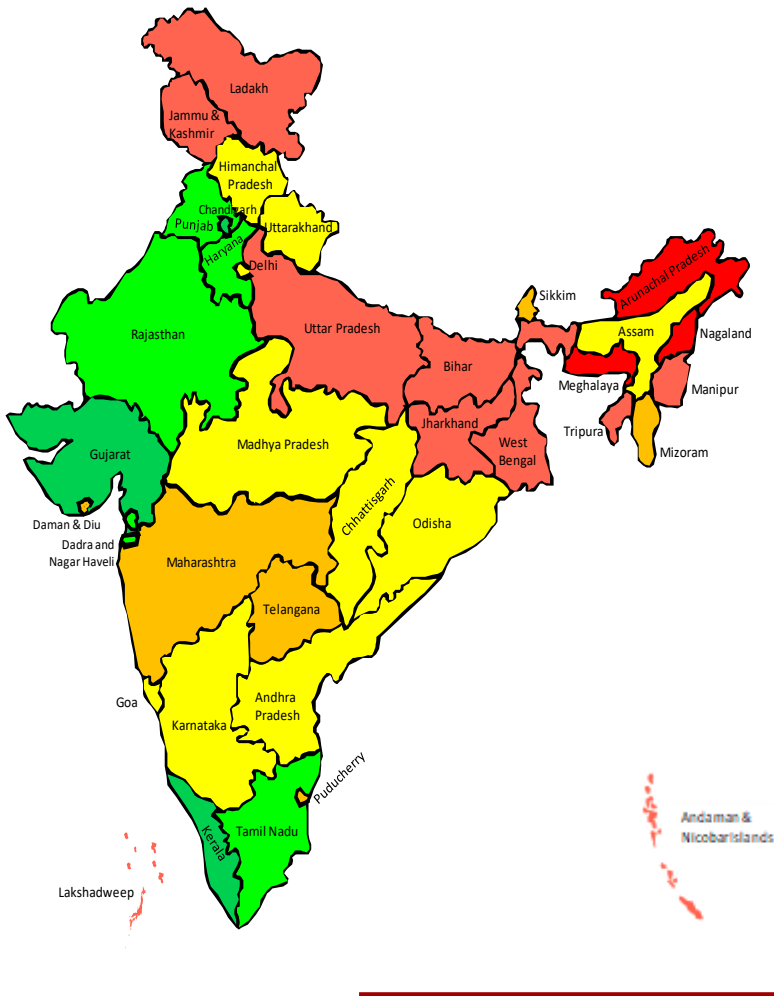 Ladakh
Jammu &
Kashmir
Himanchal
Pradesh
Chandigarh
Punjab
Uttarakhand
Haryana
Delhi
Arunachal Pradesh
Sikkim
Rajasthan
Uttar Pradesh
Assam
Nagaland
Bihar
Meghalaya
Manipur
Jharkhand
Tripura
Madhya Pradesh
West
Bengal
Mizoram
Gujarat
Chhattisgarh
Daman & Diu
Odisha
Dadra and
Nagar Haveli
Maharashtra
Telangana
Goa
Andhra
Pradesh
Karnataka
Puducherry
Andaman &
NicobarIslands
Tamil Nadu
Kerala
Lakshadweep